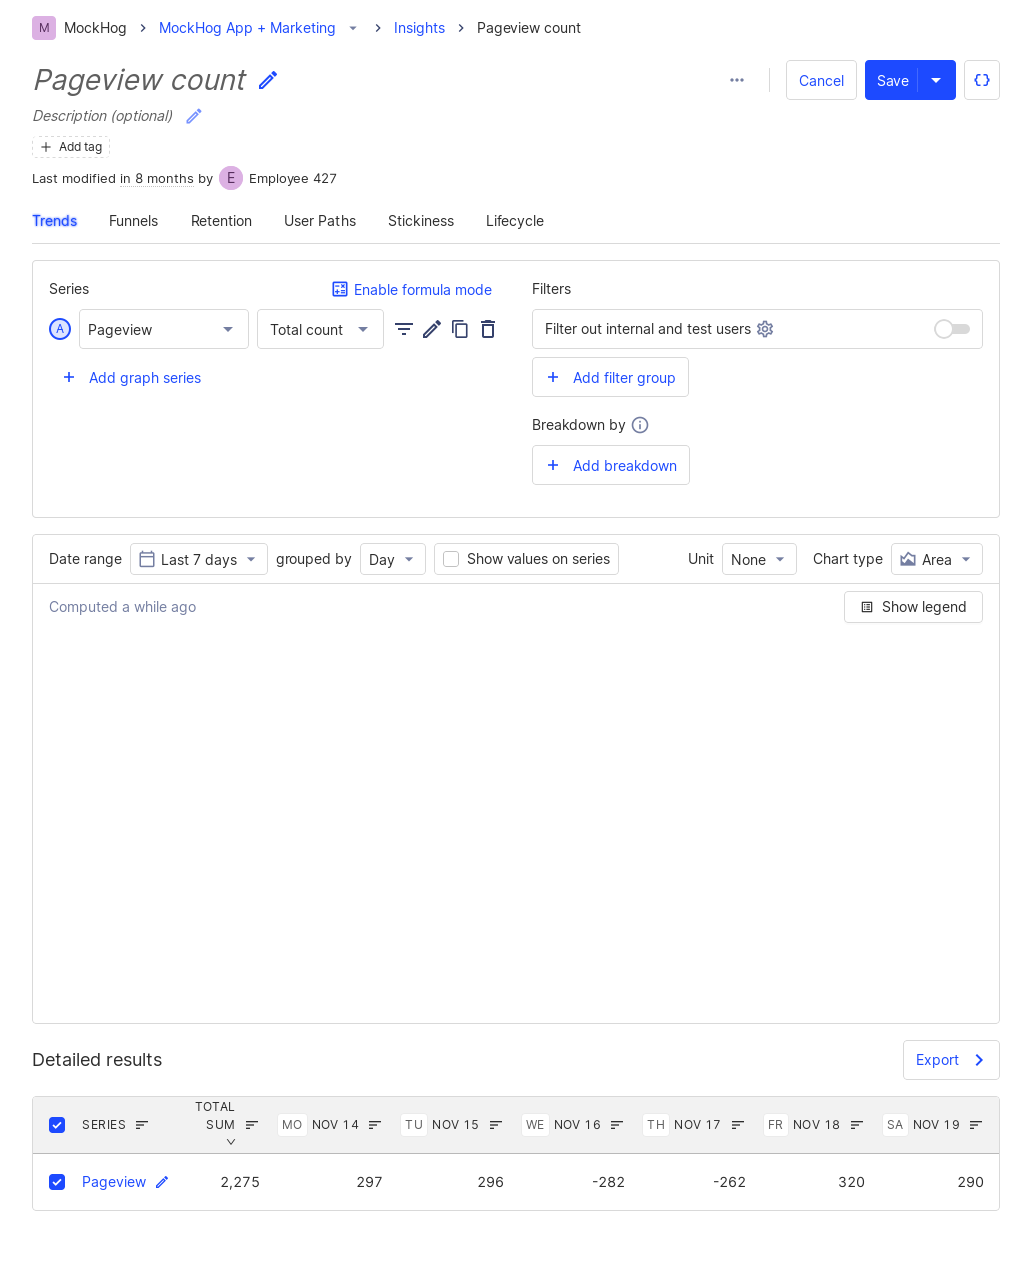 M MockHog MockHog App + Marketing Insights Pageview count
Pageview count
Cancel Save
Description (optional)
Add tag
Last modified in 8 months by E Employee 427
Trends Funnels Retention User Paths Stickiness Lifecycle
Series Enable formula mode Filters
A Pageview Total count Filter out internal and test users
Add graph series Add filter group
Breakdown by
Add breakdown
Date range Last 7 days grouped by Day Show values on series Unit None Chart type Area
Computed a while ago Show legend
Detailed results Export
SERIES TOTAL SUM MO NOV 14 TU NOV 15 WE NOV 16 TH NOV 17 FR NOV 18 SA NOV 19
Pageview 2,275 297 296 -282 -262 320 290